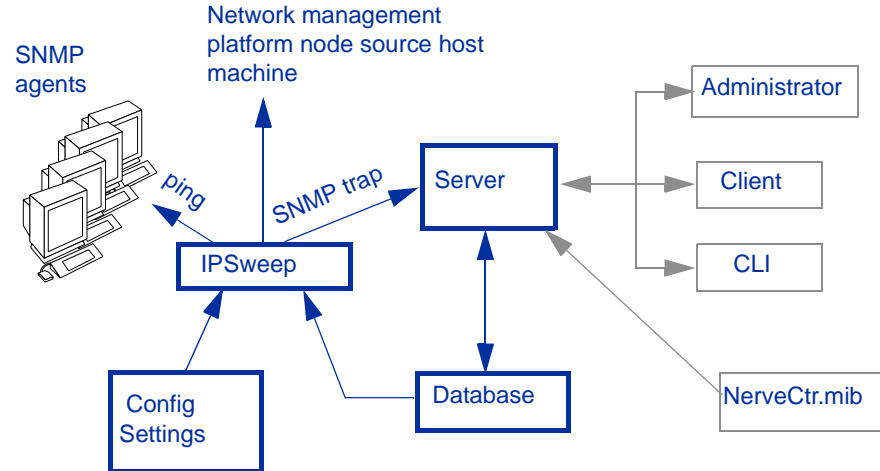 Network management
platform node source host
machine
SNMP
agents
Administrator
ping
SNMP trap
Server
Client
IPSweep
CLI
Config
Settings
Database
NerveCtr.mib